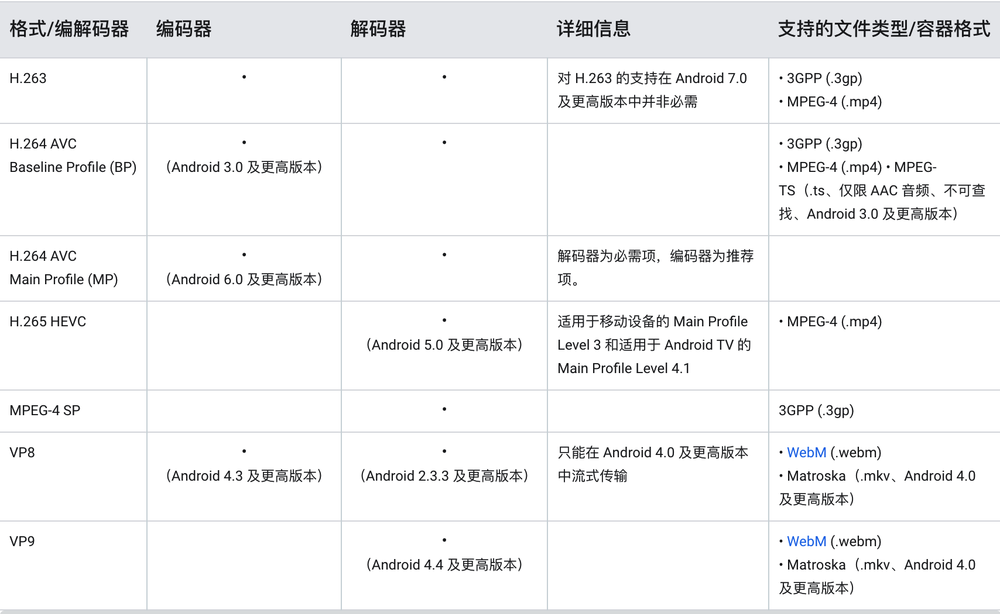 格式/编解码器 编码器 解码器 详细信息 支持的文件类型/容器格式
H.263 • • 对 H.263 的支持在 Android 7.0 • 3GPP (.3gp)
及更高版本中并非必需 • MPEG-4 (.mp4)
H.264 AVC • • • 3GPP (.3gp)
Baseline Profile (BP) （Android 3.0 及更高版本） • MPEG-4 (.mp4) • MPEG-
TS（.ts、仅限 AAC 音频、不可查
找、Android 3.0 及更高版本）
H.264 AVC • • 解码器为必需项，编码器为推荐
Main Profile (MP) （Android 6.0 及更高版本） 项。
H.265 HEVC • 适用于移动设备的 Main Profile • MPEG-4 (.mp4)
（Android 5.0 及更高版本） Level 3 和适用于 Android TV 的
Main Profile Level 4.1
MPEG-4 SP • 3GPP (.3gp)
VP8 • • 只能在 Android 4.0 及更高版本 • WebM (.webm)
（Android 4.3 及更高版本） （Android 2.3.3 及更高版本） 中流式传输 • Matroska（.mkv、Android 4.0
及更高版本）
VP9 • • WebM (.webm)
（Android 4.4 及更高版本） • Matroska（.mkv、Android 4.0
及更高版本）